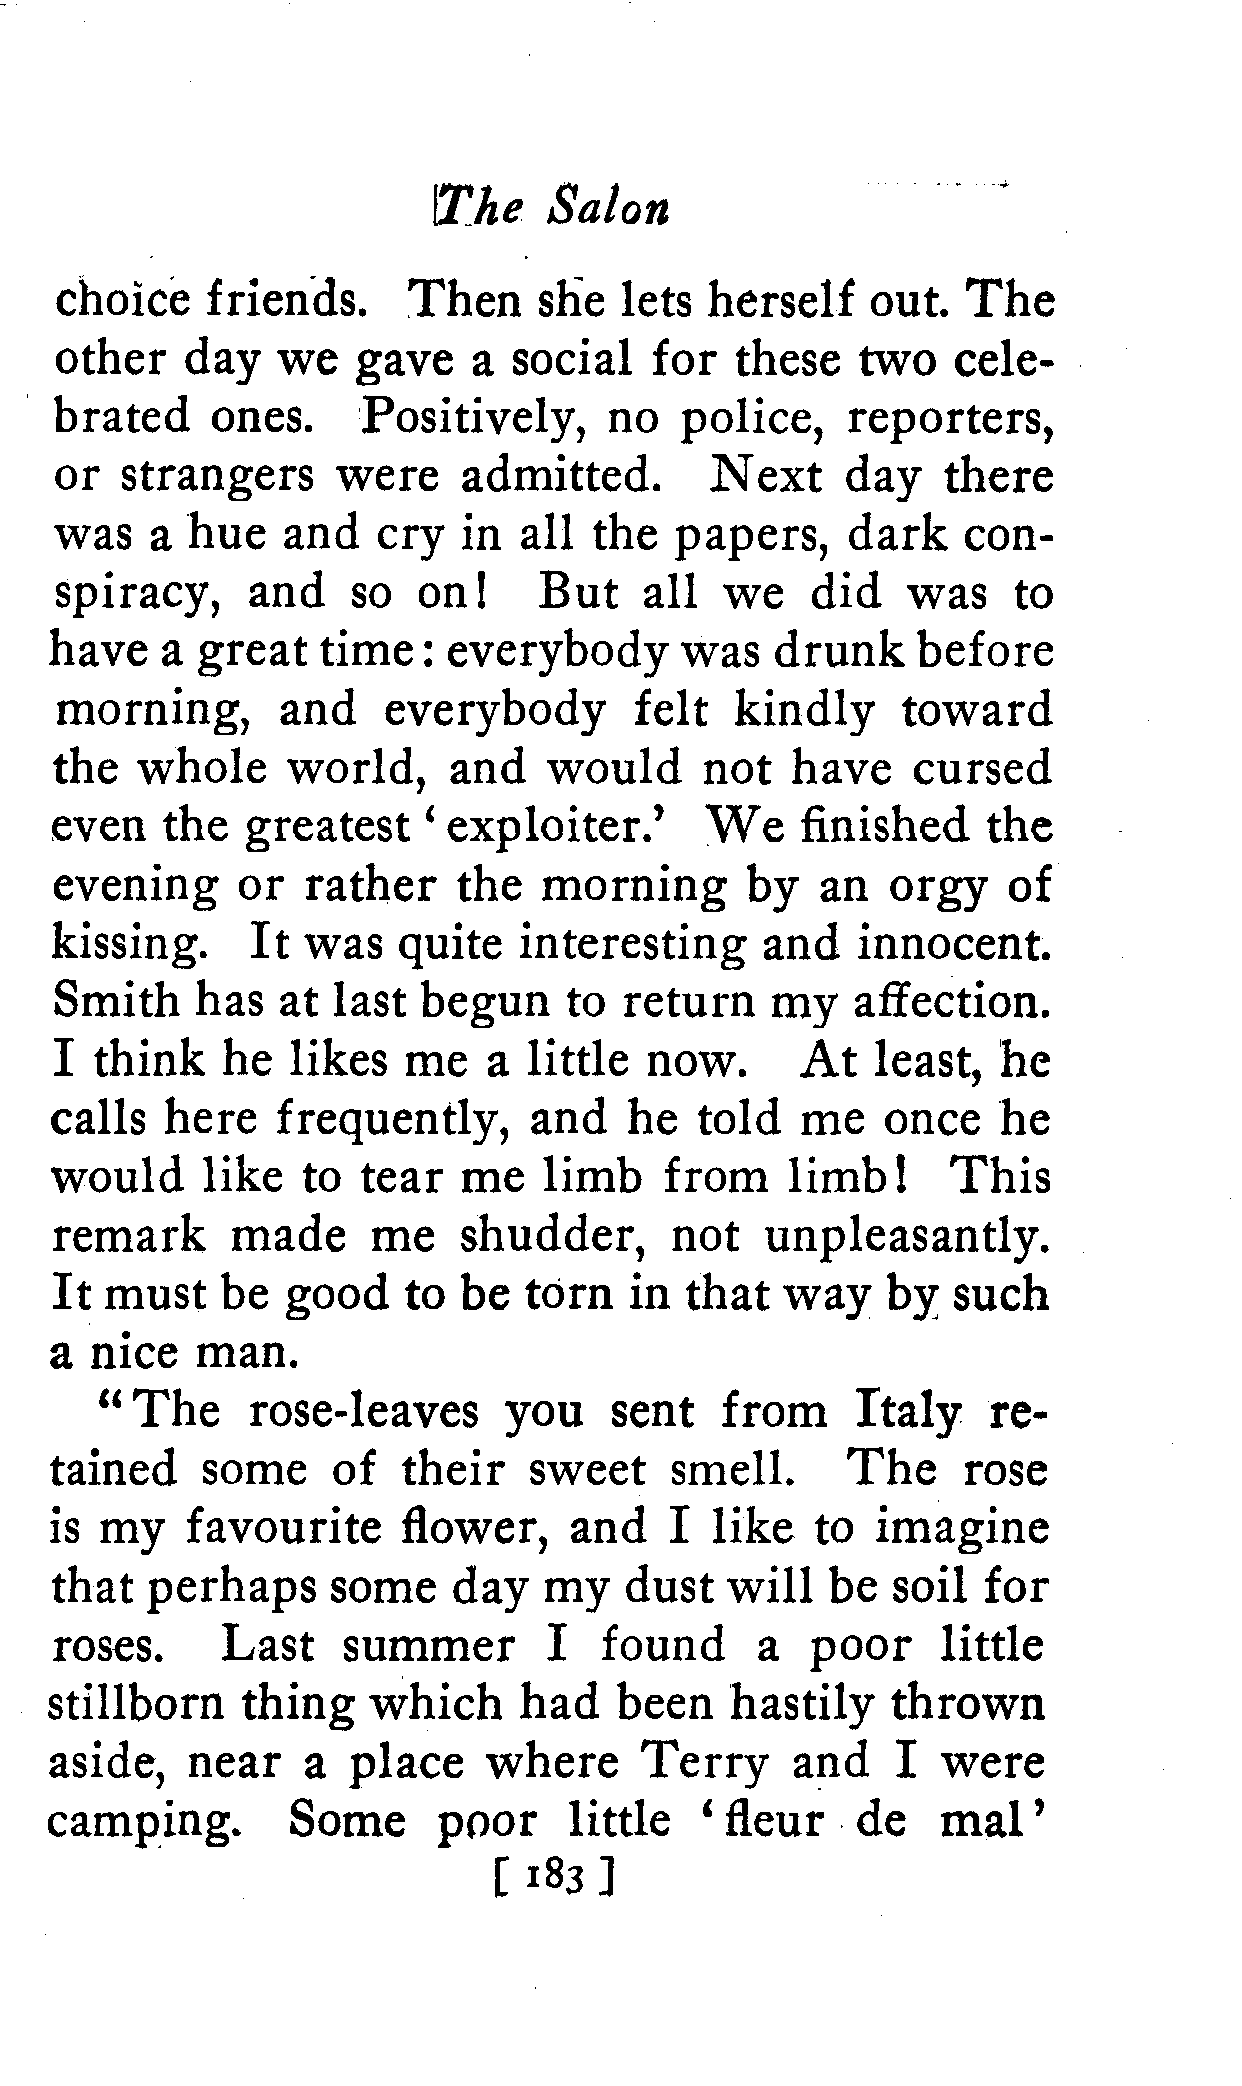 The Salon
choice friends. Then she lets herself out. The
other day we gave a social for these two cele-
brated ones. Positively, no police, reporters,
or strangers were admitted. Next day there
was a hue and cry in all the papers, dark con-
spiracy, and so on! But all we did was to
have a great time: everybody was drunk before
morning, and everybody felt kindly toward
the whole world, and would not have cursed
even the greatest ‘exploiter.’ We finished the
evening or rather the morning by an orgy of
kissing. It was quite interesting and innocent.
Smith has at last begun to return my affection.
I think he likes me a little now. At least, he
calls here frequently, and he told me once he
would like to tear me limb from limb! This
remark made me shudder, not unpleasantly.
It must be good to be torn in that way by such
a nice man.
“The rose-leaves you sent from Italy re-
tained some of their sweet smell. The rose
is my favourite flower, and I like to imagine
that perhaps some day my dust will be soil for
roses. Last summer I found a poor little
stillborn thing which had been hastily thrown
aside, near a place where Terry and I were
camping. Some poor little ‘fleur de mal’
[ 183 ]